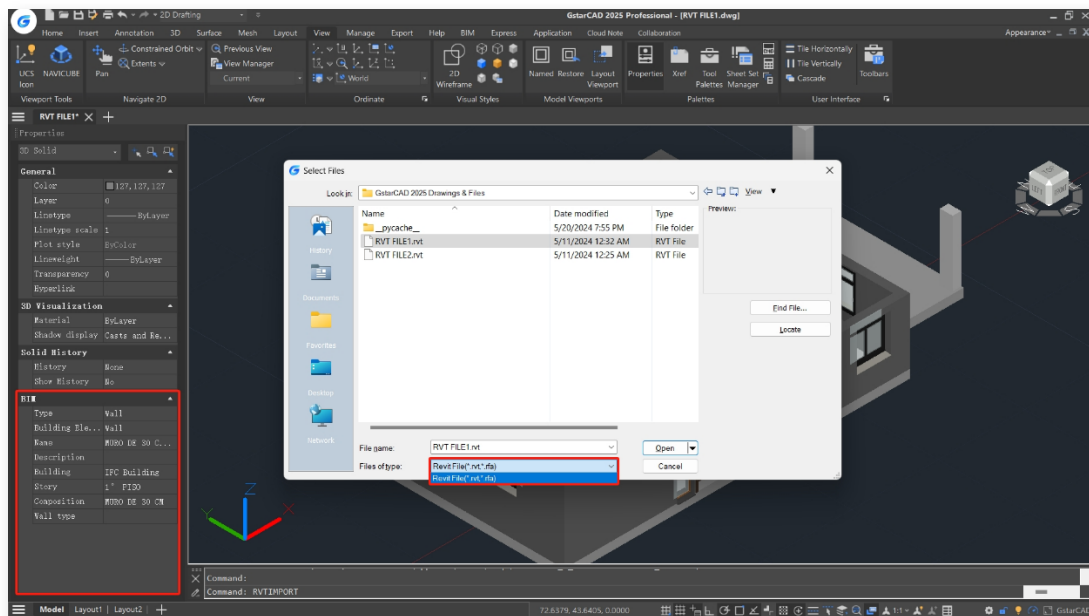 2D Drafting
GstarCAD 2025 Professional - [RVT FILE1.dwg]
Home Insert Annotation 3D Surface Mesh Layout View Manage Export Help BIM Express Application Cloud Note Collaboration Appearance
UCS Icon
NAVICUBE
Pan
Constrained Orbit
Extents
Previous View
View Manager
Current
World
2D Wireframe
Named
Restore
Layout Viewport
Properties
Xref
Tool Palettes
Sheet Set Manager
Tile Horizontally
Tile Vertically
Cascade
Toolbars
Viewport Tools
Navigate 2D
View
Ordinate
Visual Styles
Model Viewports
Palettes
User Interface
RVT FILE1*
Properties
3D Solid
General
Color 127,127,127
Layer 0
Linetype ByLayer
Linetype scale 1
Plot style ByColor
Lineweight ByLayer
Transparency 0
Hyperlink
3D Visualization
Material ByLayer
Shadow display Casts and Re...
Solid History
History None
Show History No
BIM
Type Wall
Building Ele... Wall
Name MURO DE 30 C...
Description
Building IFC Building
Story 1° PISO
Composition MURO DE 30 CM
Wall type
Select Files
Look in: GstarCAD 2025 Drawings & Files
View
Name Date modified Type
__pycache__ 5/20/2024 7:55 PM File folder
RVT FILE1.rvt 5/11/2024 12:32 AM RVT File
RVT FILE2.rvt 5/11/2024 12:25 AM RVT File
History
Documents
Favorites
Desktop
Network
Preview:
Find File...
Locate
File name: RVT FILE1.rvt
Open
Files of type: Revit File(*.rvt,*.rfa)
Cancel
Revit File(*.rvt,*.rfa)
Z
X
Y
Command:
Command: RVTIMPORT
Model Layout1 Layout2
72.6379, 43.6405, 0.0000
1:1
GstarCAD